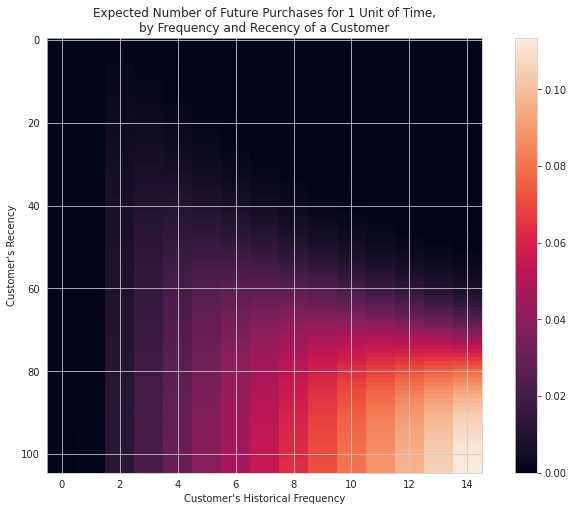 Expected Number of Future Purchases for 1 Unit of Time,
by Frequency and Recency of a Customer
0
20
40
60
80
100
Customer's Recency
0 2 4 6 8 10 12 14
Customer's Historical Frequency
0.10
0.08
0.06
0.04
0.02
0.00